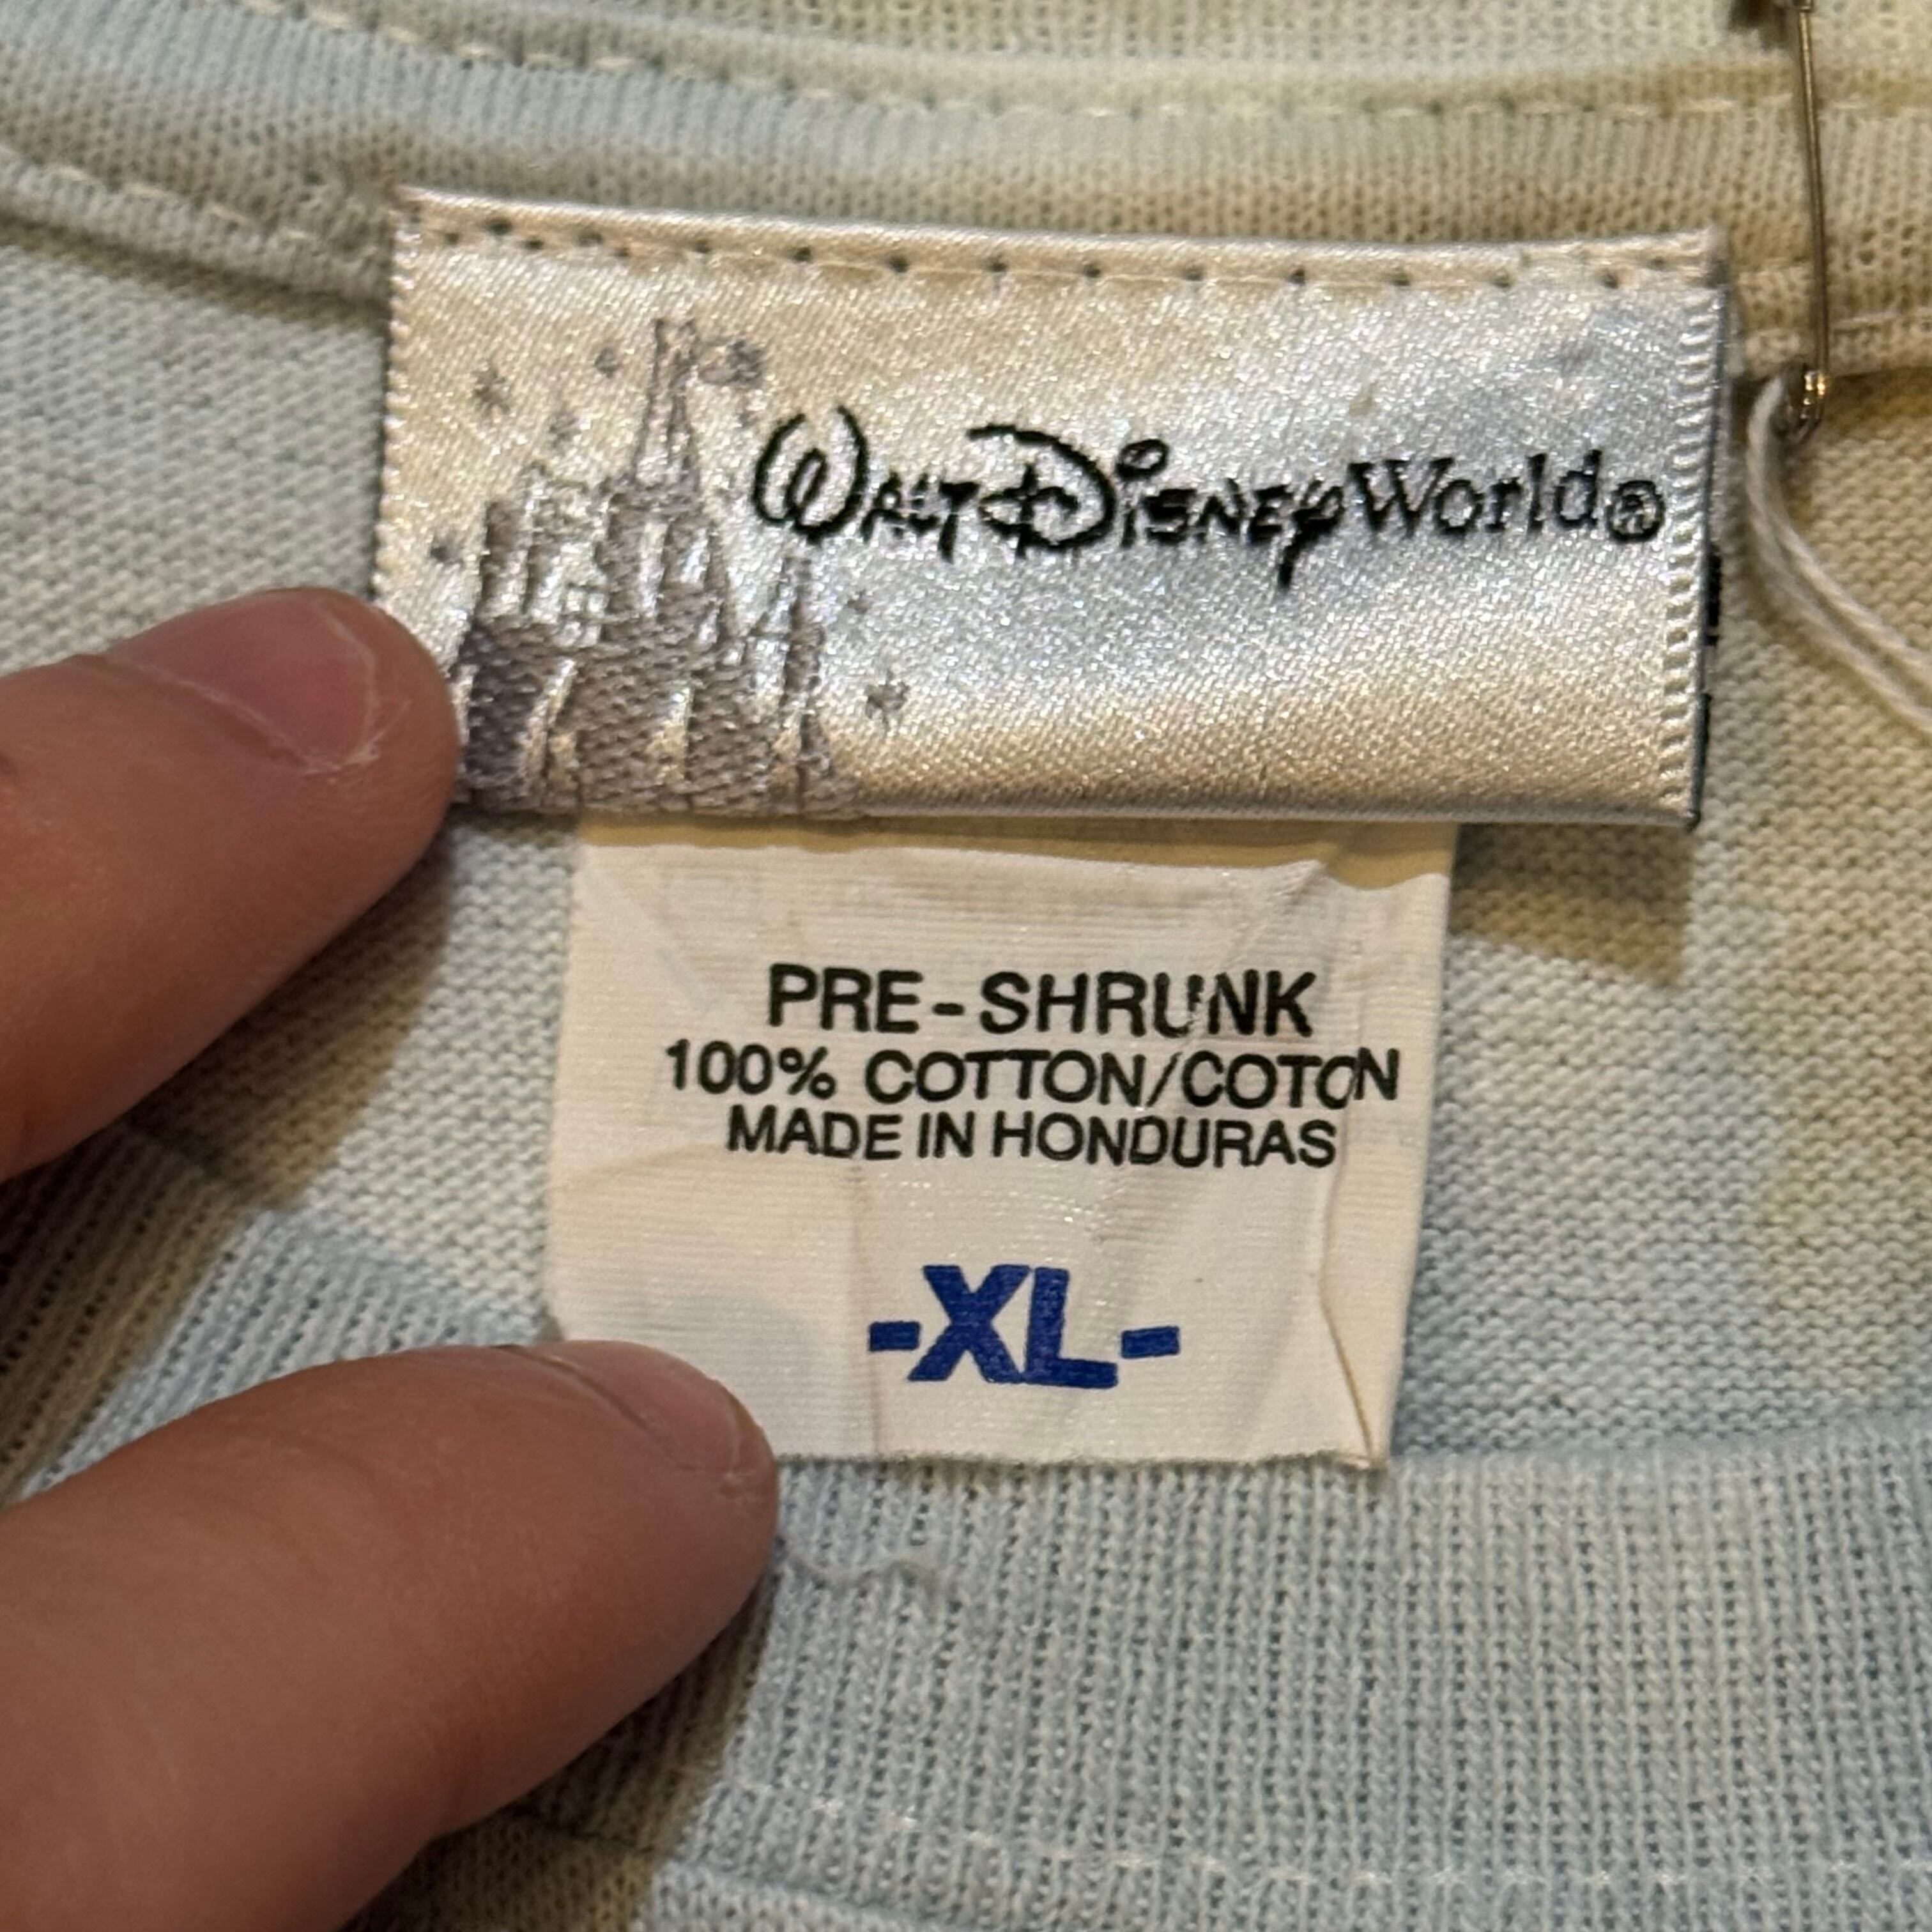 WALT DISNEY World®
PRE-SHRUNK
100% COTTON/COTON
MADE IN HONDURAS
-XL-